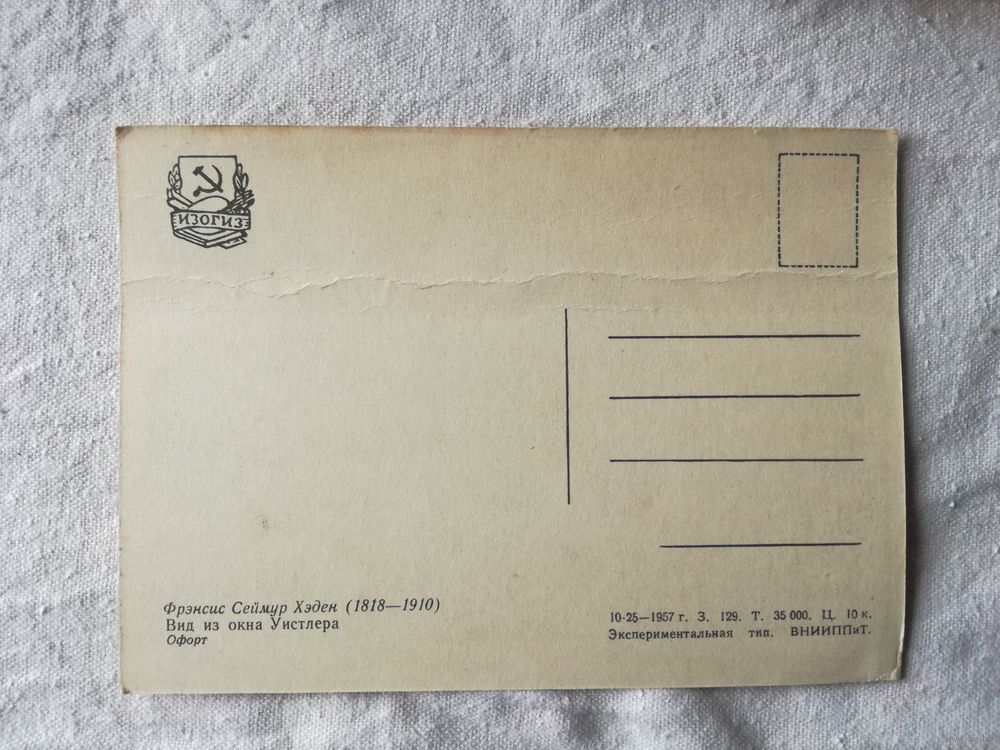 ИЗОГИЗ
Фрэнсис Сеймур Хэден (1818—1910)
Вид из окна Уистлера
Офорт
10-25—1957 г. З. 129. Т. 35 000. Ц. 10 к.
Экспериментальная тип. ВНИИППиТ.